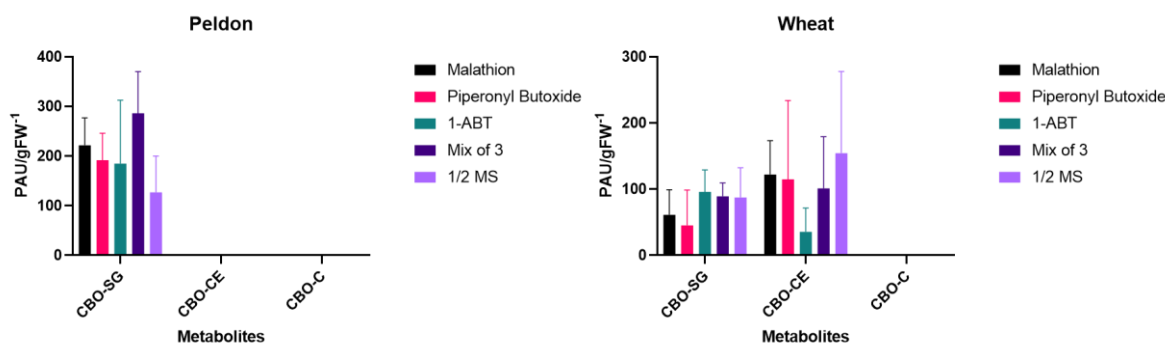 Peldon
PAU/gFW⁻¹
400
300
200
100
0
CBO-SG
CBO-CE
CBO-C
Metabolites
Malathion
Piperonyl Butoxide
1-ABT
Mix of 3
1/2 MS
Wheat
PAU/gFW⁻¹
300
200
100
0
CBO-SG
CBO-CE
CBO-C
Metabolites
Malathion
Piperonyl Butoxide
1-ABT
Mix of 3
1/2 MS